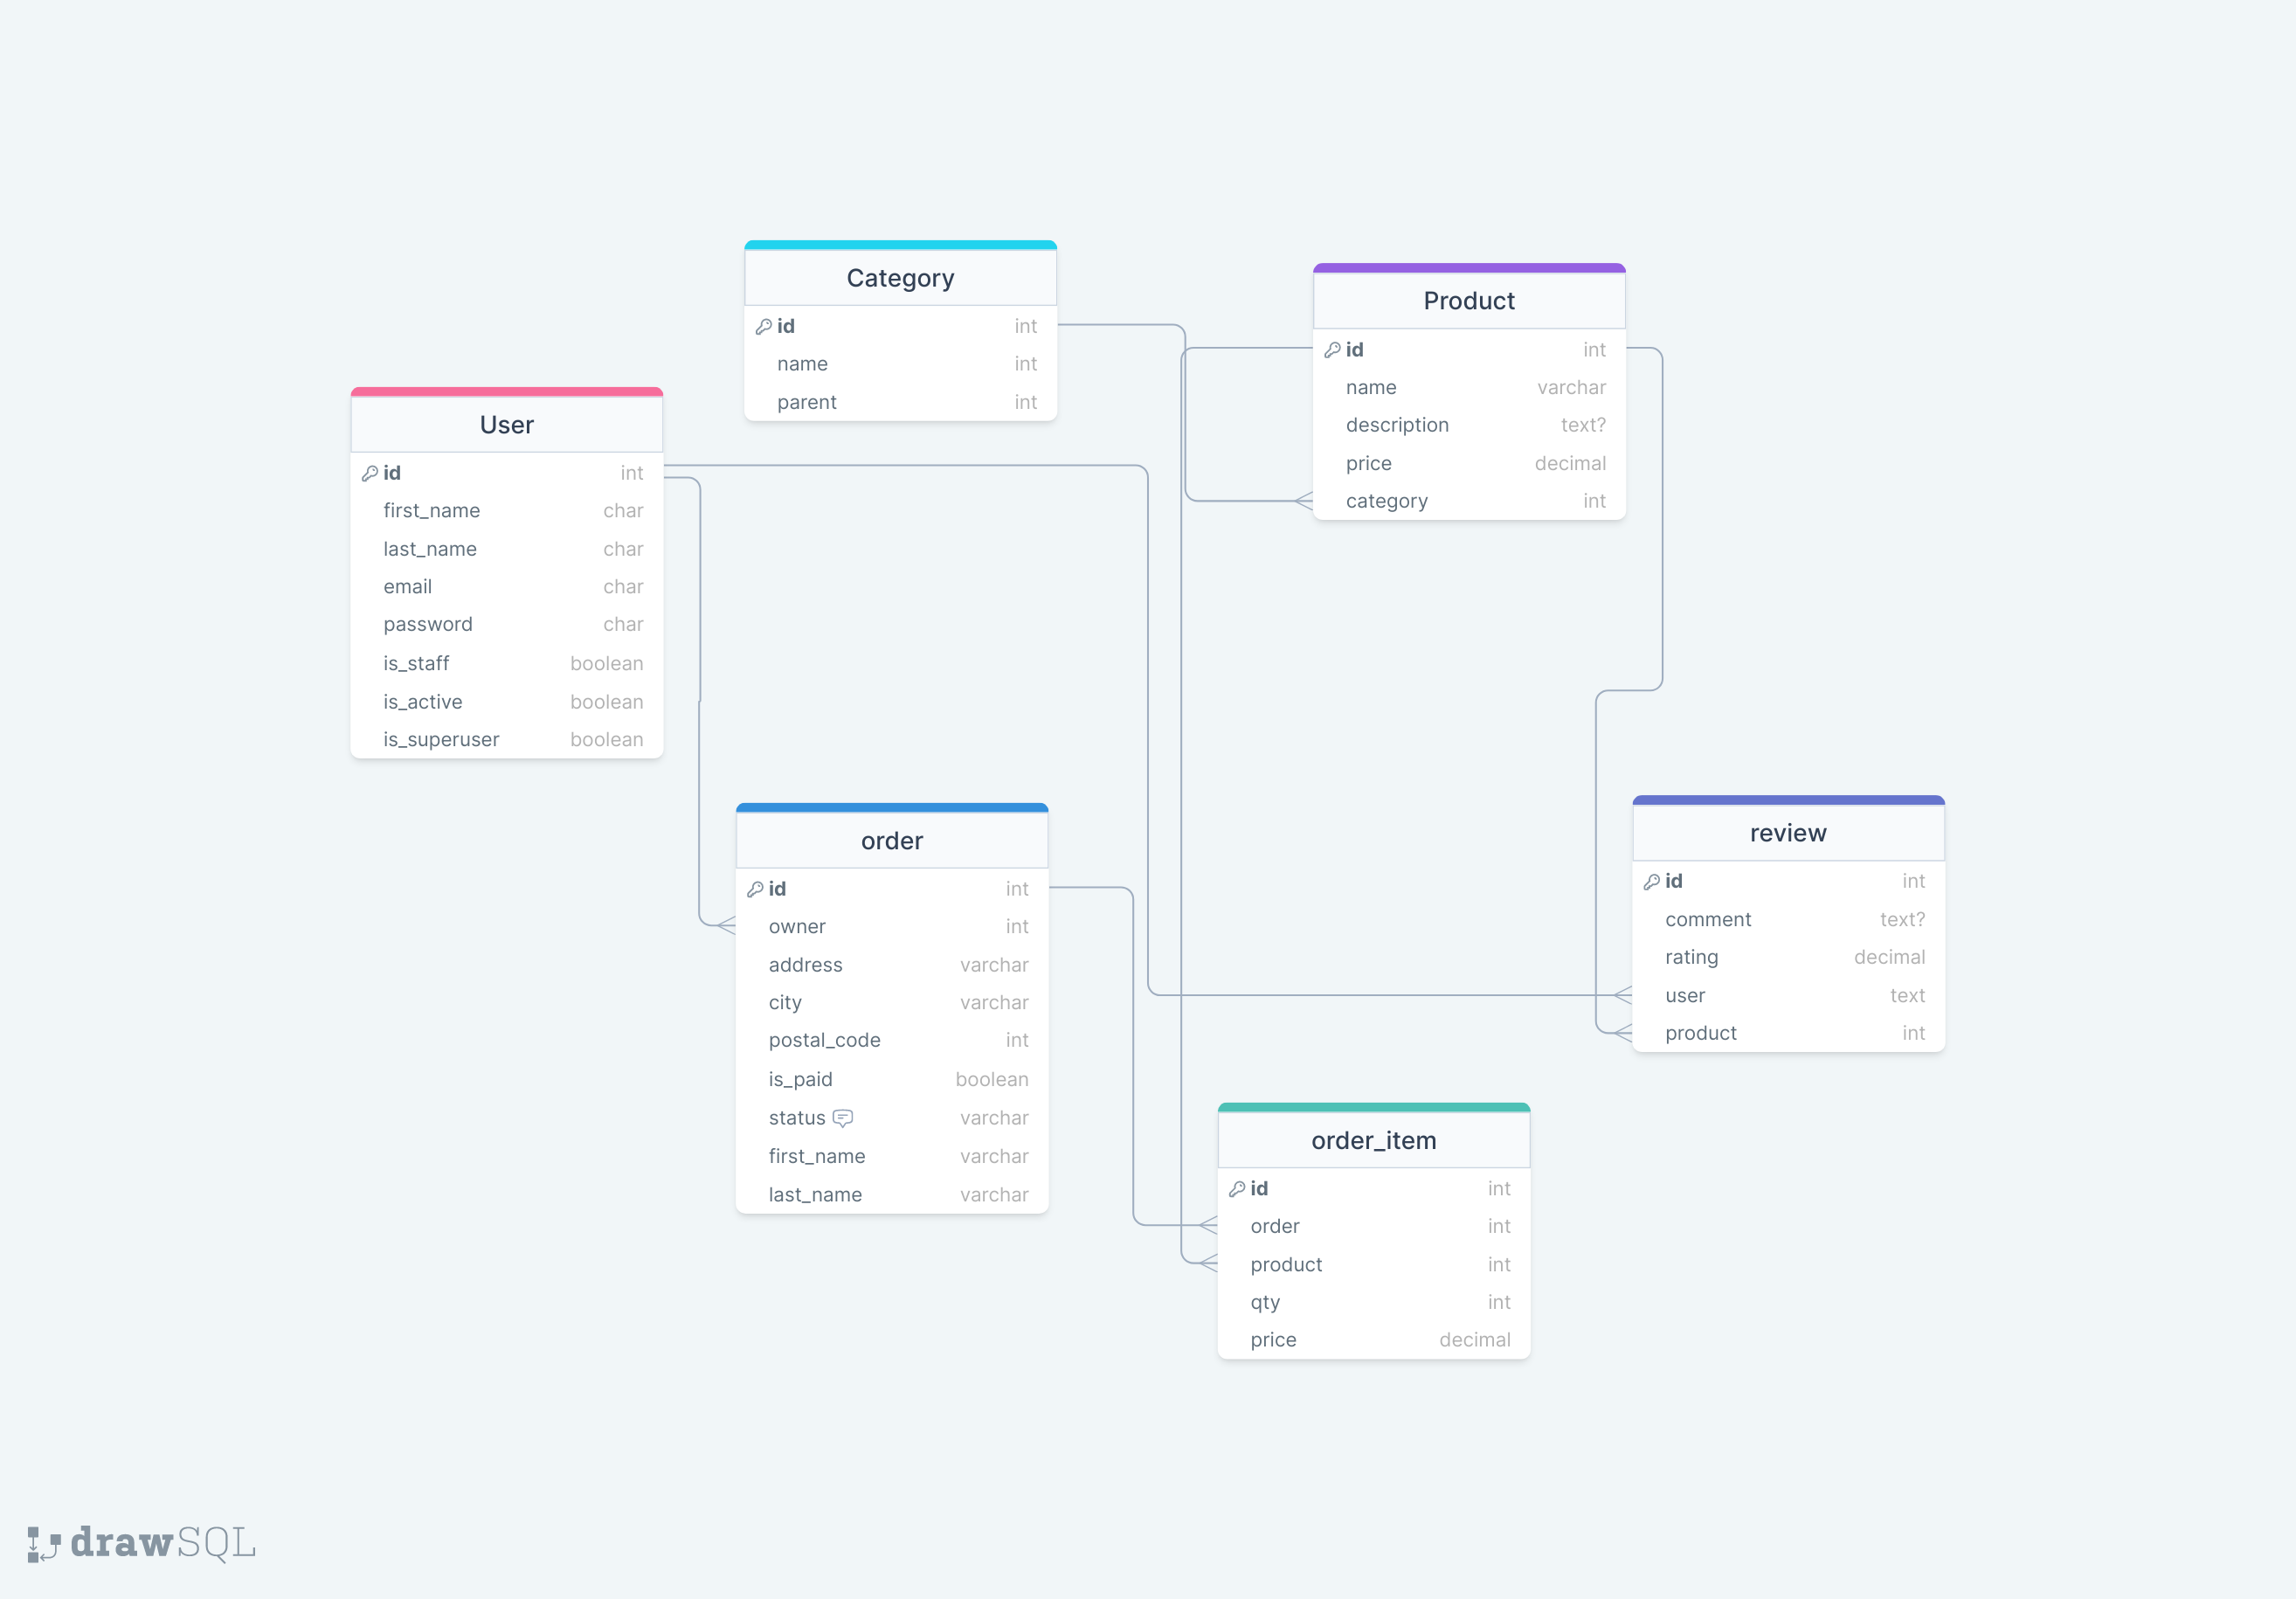 Category
id int
name int
parent int
Product
id int
name varchar
description text?
price decimal
category int
User
id int
first_name char
last_name char
email char
password char
is_staff boolean
is_active boolean
is_superuser boolean
order
id int
owner int
address varchar
city varchar
postal_code int
is_paid boolean
status varchar
first_name varchar
last_name varchar
review
id int
comment text?
rating decimal
user text
product int
order_item
id int
order int
product int
qty int
price decimal
drawSQL